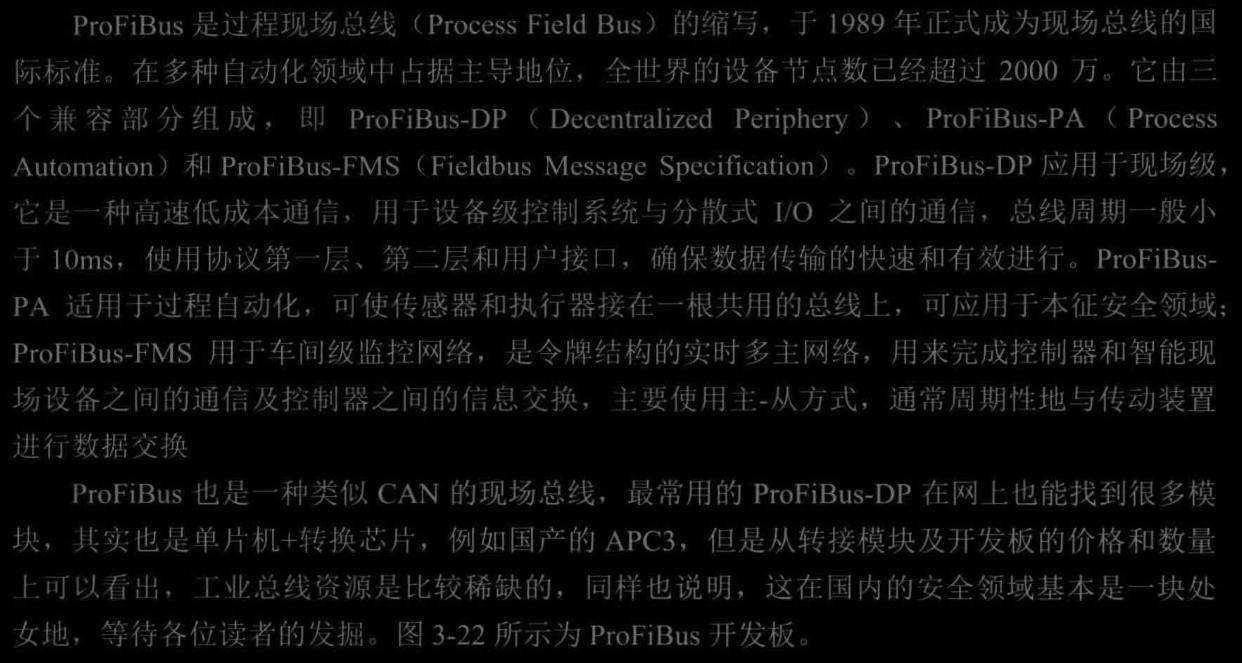 ProFiBus 是过程现场总线（Process Field Bus）的缩写，于 1989 年正式成为现场总线的国
际标准。在多种自动化领域中占据主导地位，全世界的设备节点数已经超过 2000 万。它由三
个兼容部分组成，即 ProFiBus-DP（Decentralized Periphery）、ProFiBus-PA（Process
Automation）和 ProFiBus-FMS（Fieldbus Message Specification）。ProFiBus-DP 应用于现场级，
它是一种高速低成本通信，用于设备级控制系统与分散式 I/O 之间的通信，总线周期一般小
于 10ms，使用协议第一层、第二层和用户接口，确保数据传输的快速和有效进行。ProFiBus-
PA 适用于过程自动化，可使传感器和执行器接在一根共用的总线上，可应用于本征安全领域；
ProFiBus-FMS 用于车间级监控网络，是令牌结构的实时多主网络，用来完成控制器和智能现
场设备之间的通信及控制器之间的信息交换，主要使用主-从方式，通常周期性地与传动装置
进行数据交换
ProFiBus 也是一种类似 CAN 的现场总线，最常用的 ProFiBus-DP 在网上也能找到很多模
块，其实也是单片机+转换芯片，例如国产的 APC3，但是从转接模块及开发板的价格和数量
上可以看出，工业总线资源是比较稀缺的，同样也说明，这在国内的安全领域基本是一块处
女地，等待各位读者的发掘。图 3-22 所示为 ProFiBus 开发板。